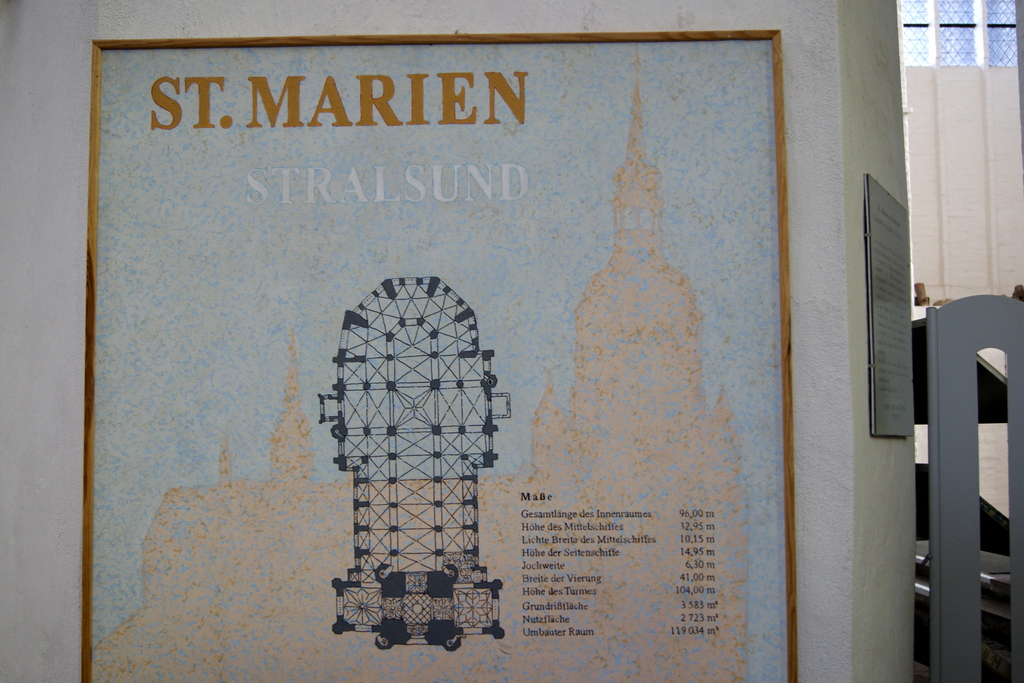 ST. MARIEN
STRALSUND
Maße
Gesamtlänge des Innenraumes 96,00 m
Höhe des Mittelschiffes 32,95 m
Lichte Breite des Mittelschiffes 10,15 m
Höhe der Seitenschiffe 14,95 m
Jochweite 6,30 m
Breite der Vierung 41,00 m
Höhe des Turmes 104,00 m
Grundrißfläche 3 583 m²
Nutzfläche 2 723 m²
Umbauter Raum 119 034 m³